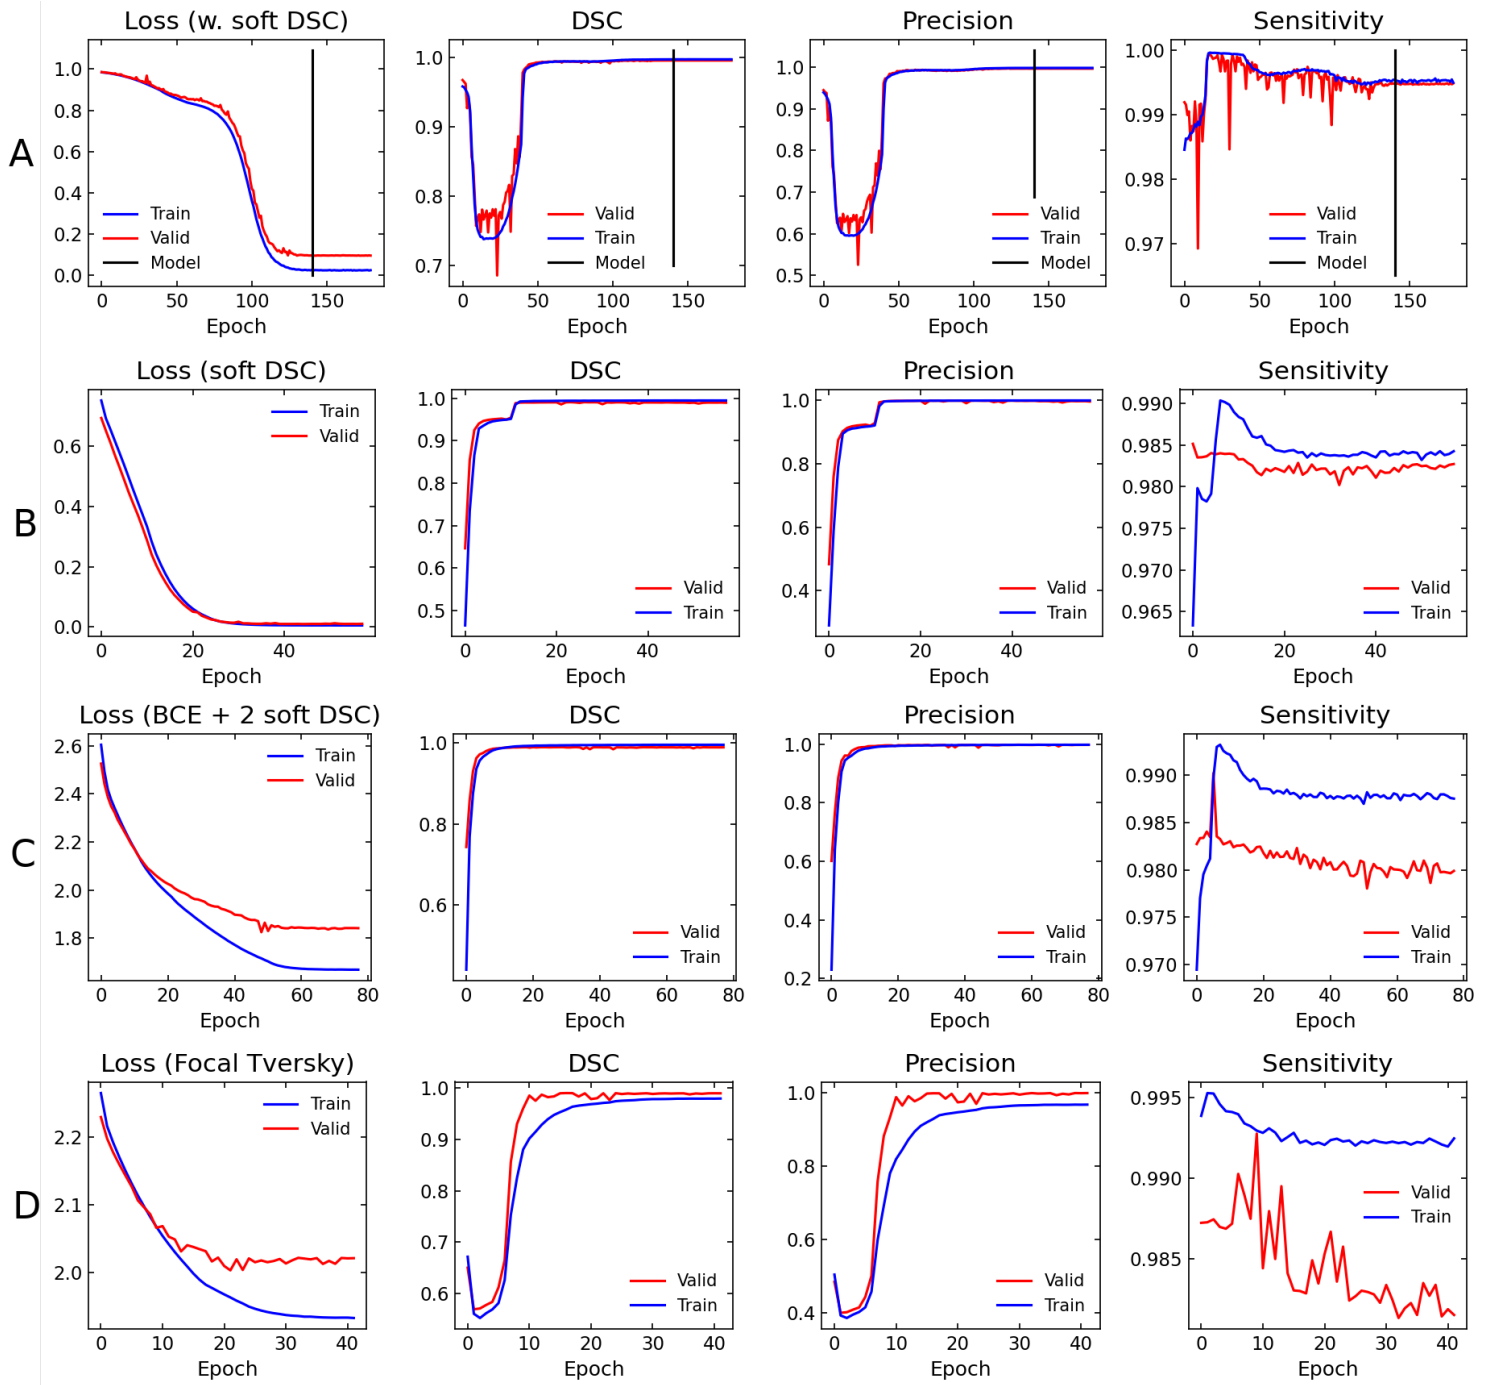 Loss (w. soft DSC)
DSC
Precision
Sensitivity
A
1.0
0.8
0.6
0.4
0.2
0.0
Train
Valid
Model
0 50 100 150
Epoch
1.0
0.9
0.8
0.7
Valid
Train
Model
0 50 100 150
Epoch
1.0
0.9
0.8
0.7
0.6
0.5
Valid
Train
Model
0 50 100 150
Epoch
1.00
0.99
0.98
0.97
Valid
Train
Model
0 50 100 150
Epoch
Loss (soft DSC)
DSC
Precision
Sensitivity
B
0.6
0.4
0.2
0.0
Train
Valid
0 20 40
Epoch
1.0
0.9
0.8
0.7
0.6
0.5
Valid
Train
0 20 40
Epoch
1.0
0.8
0.6
0.4
Valid
Train
0 20 40
Epoch
0.990
0.985
0.980
0.975
0.970
0.965
Valid
Train
0 20 40
Epoch
Loss (BCE + 2 soft DSC)
DSC
Precision
Sensitivity
C
2.6
2.4
2.2
2.0
1.8
Train
Valid
0 20 40 60 80
Epoch
1.0
0.8
0.6
Valid
Train
0 20 40 60 80
Epoch
1.0
0.8
0.6
0.4
0.2
Valid
Train
0 20 40 60 80
Epoch
0.990
0.985
0.980
0.975
0.970
Valid
Train
0 20 40 60 80
Epoch
Loss (Focal Tversky)
DSC
Precision
Sensitivity
D
2.2
2.1
2.0
Train
Valid
0 10 20 30 40
Epoch
1.0
0.9
0.8
0.7
0.6
Valid
Train
0 10 20 30 40
Epoch
1.0
0.8
0.6
0.4
Valid
Train
0 10 20 30 40
Epoch
0.995
0.990
0.985
Valid
Train
0 10 20 30 40
Epoch